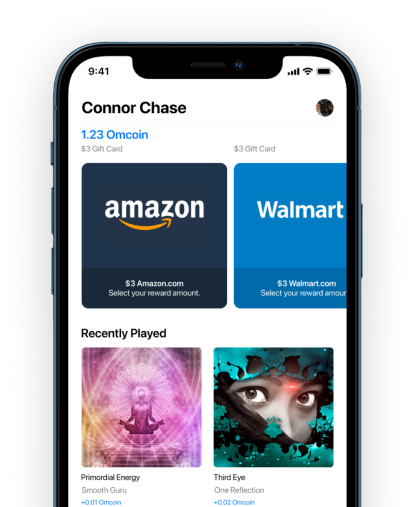 9:41
Connor Chase
1.23 Omcoin
$3 Gift Card
$3 Gift Card
amazon
Walmart
$3 Amazon.com
Select your reward amount.
$3 Walmart.com
Select your reward amour
Recently Played
Primordial Energy
Smooth Guru
+0.01 Omcoin
Third Eye
One Reflection
+0.02 Omcoin